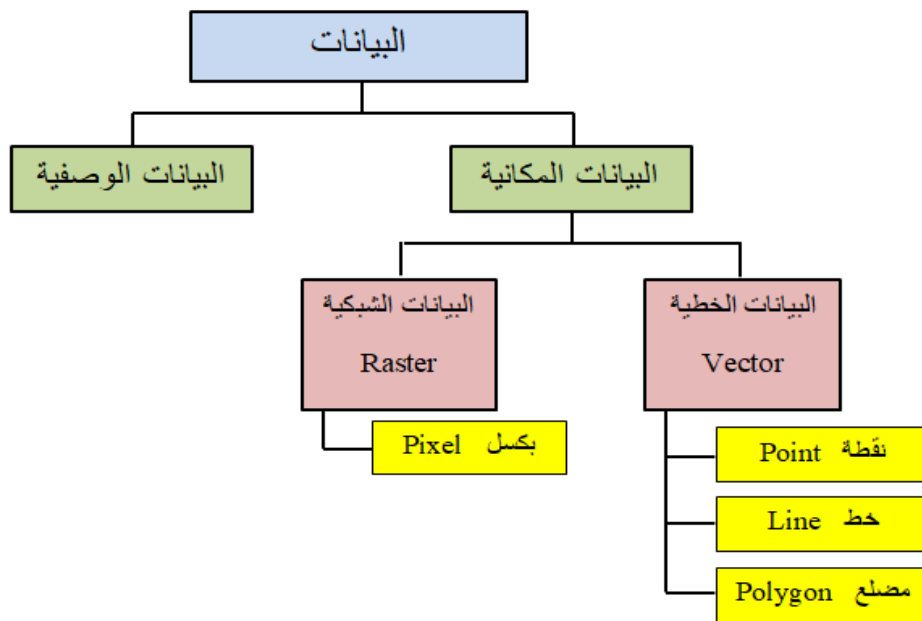 البيانات
البيانات المكانية
البيانات الوصفية
البيانات الخطية
Vector
البيانات الشبكية
Raster
نقطة Point
خط Line
مضلع Polygon
بكسل Pixel